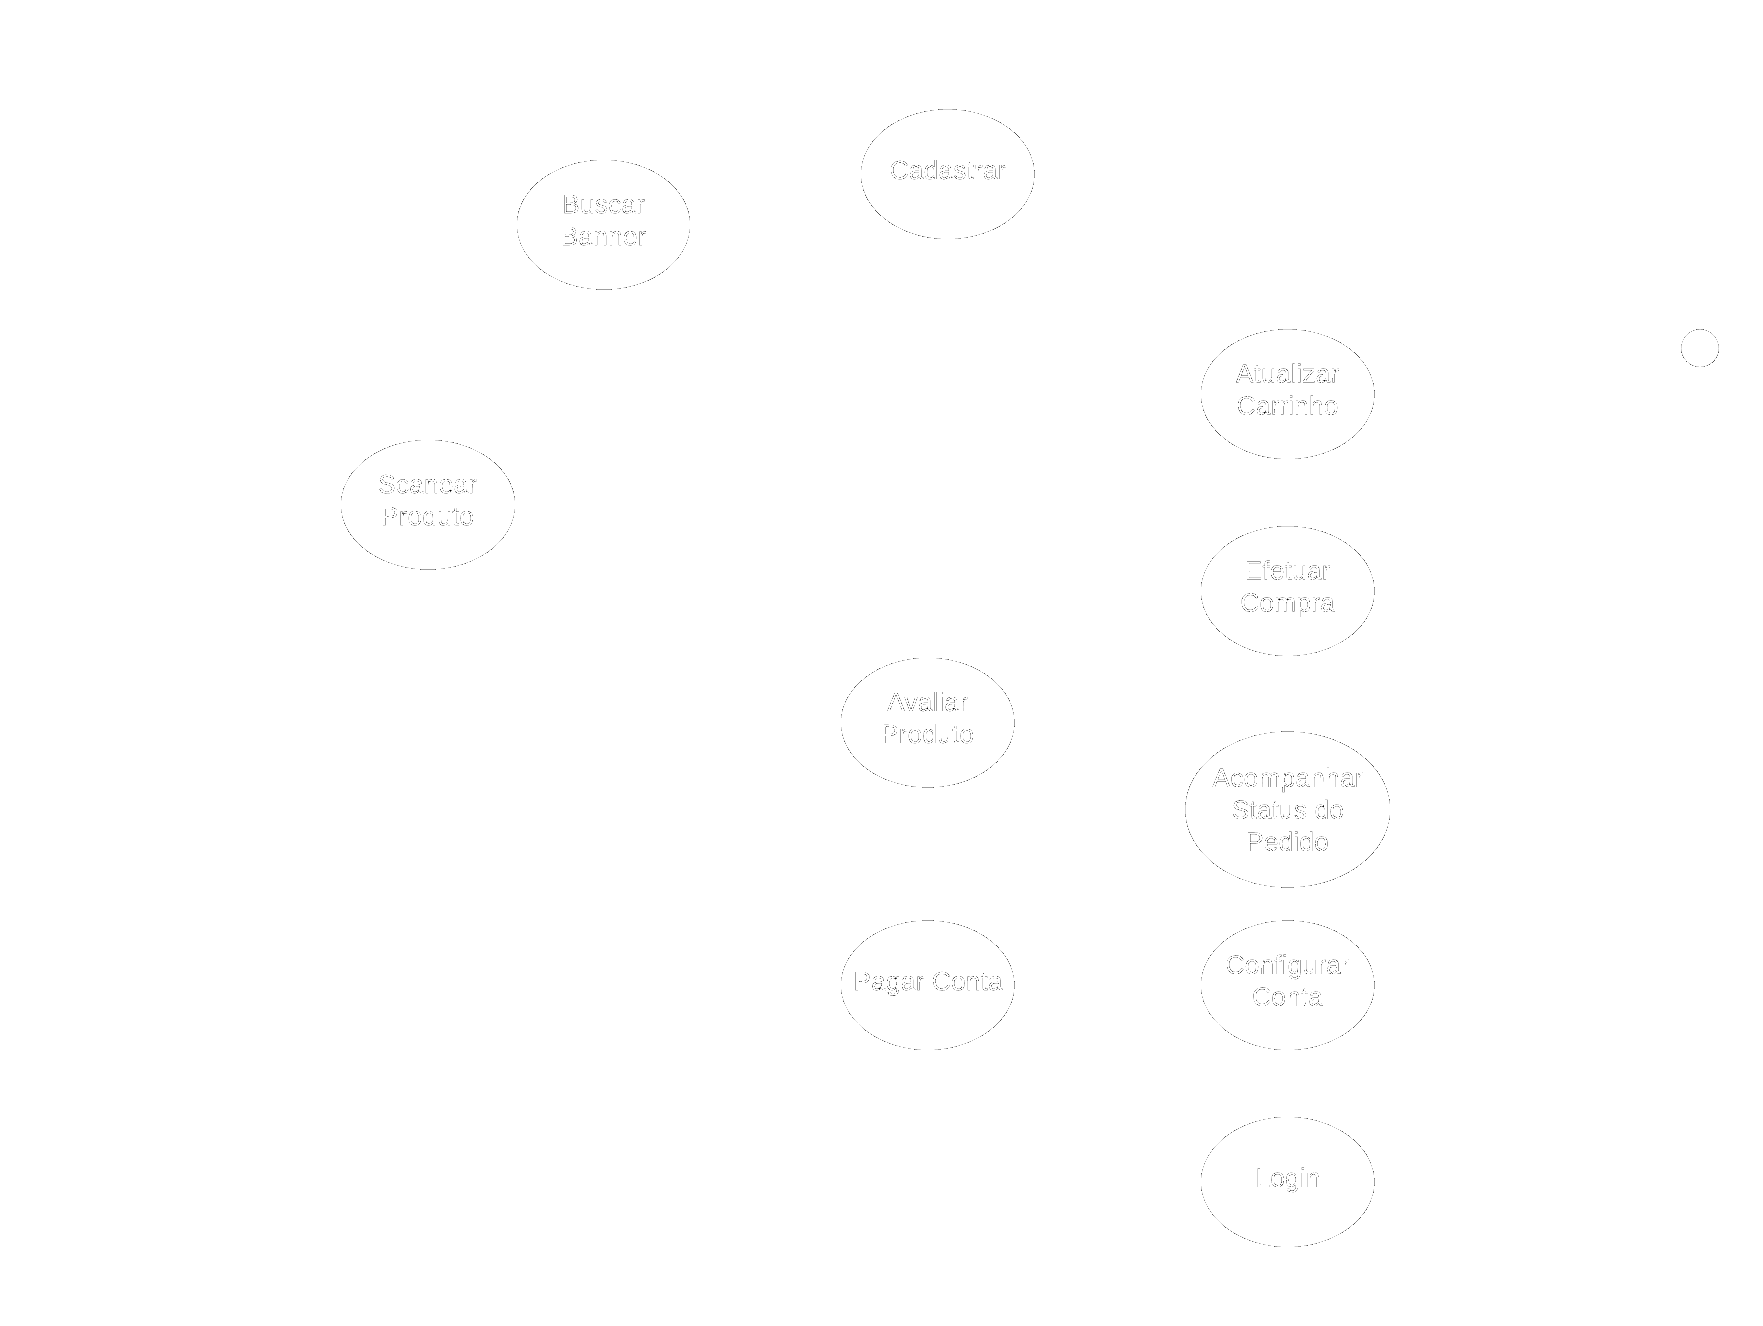 Cadastrar
Buscar
Banner
Atualizar
Carrinho
Scanear
Produto
Efetuar
Compra
Avaliar
Produto
Acompanhar
Status do
Pedido
Pagar Conta
Configurar
Conta
Login